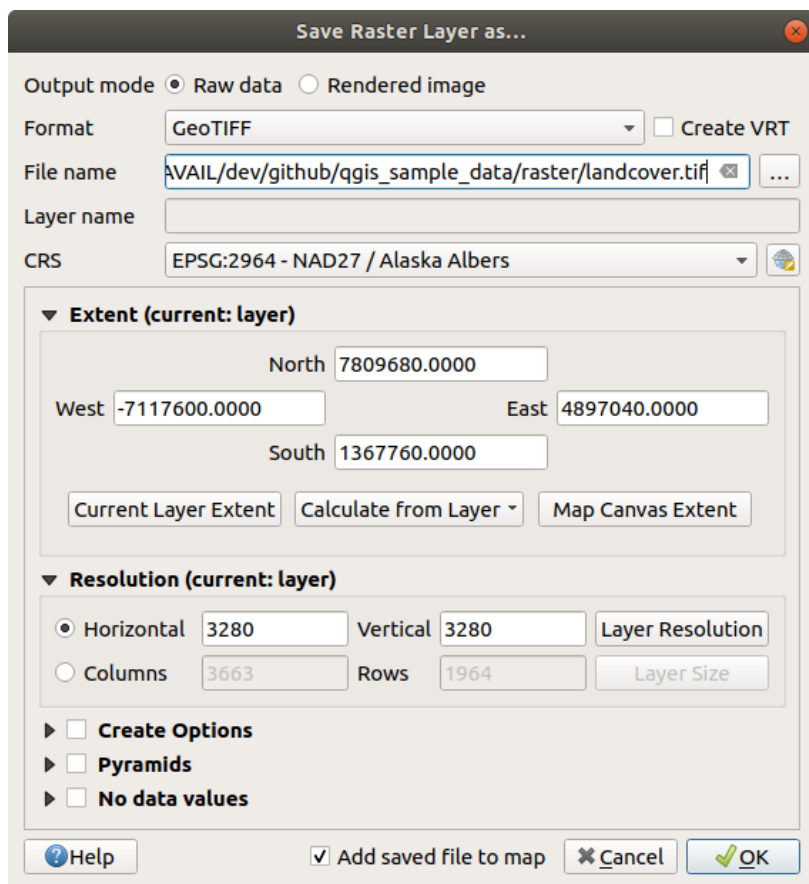 Save Raster Layer as...
Output mode Raw data Rendered image
Format GeoTIFF Create VRT
File name AVAIL/dev/github/qgis_sample_data/raster/landcover.tif ...
Layer name
CRS EPSG:2964 - NAD27 / Alaska Albers
Extent (current: layer)
North 7809680.0000
West -7117600.0000 East 4897040.0000
South 1367760.0000
Current Layer Extent Calculate from Layer Map Canvas Extent
Resolution (current: layer)
Horizontal 3280 Vertical 3280 Layer Resolution
Columns 3663 Rows 1964 Layer Size
Create Options
Pyramids
No data values
Help Add saved file to map Cancel OK